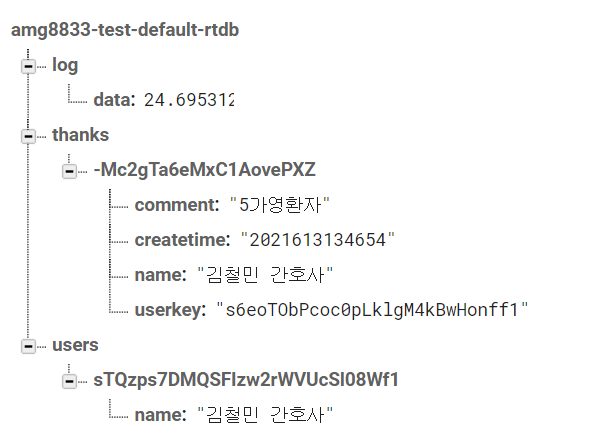 amg8833-test-default-rtdb
log
data: 24.695312
thanks
-Mc2gTa6eMxC1AovePXZ
comment: "5가영환자"
createtime: "2021613134654"
name: "김철민 간호사"
userkey: "s6eoTObPcoc0pLklgM4kBwHonff1"
users
sTQzps7DMQSFIzw2rWVUcSl08Wf1
name: "김철민 간호사"